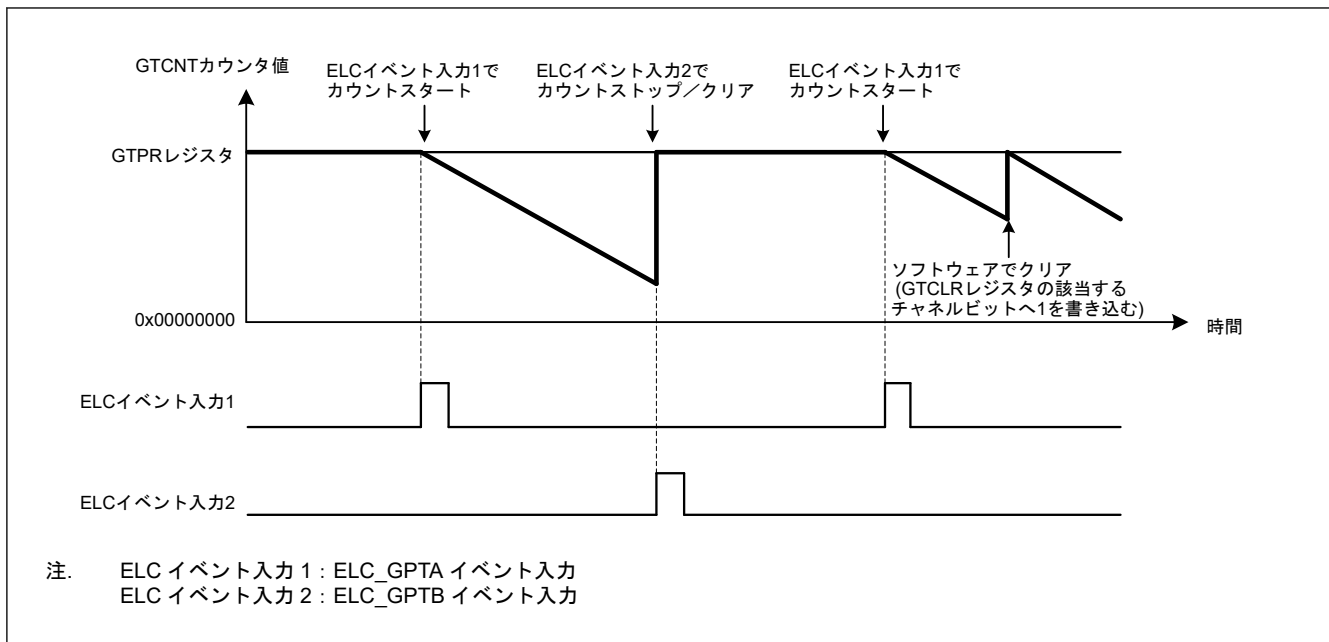 GTCNTカウンタ値
ELCイベント入力1で
カウントスタート
ELCイベント入力2で
カウントストップ／クリア
ELCイベント入力1で
カウントスタート
GTPRレジスタ
ソフトウェアでクリア
(GTCLRレジスタの該当する
チャネルビットへ1を書き込む)
0x00000000
時間
ELCイベント入力1
ELCイベント入力2
注. ELC イベント入力 1：ELC_GPTA イベント入力
ELC イベント入力 2：ELC_GPTB イベント入力